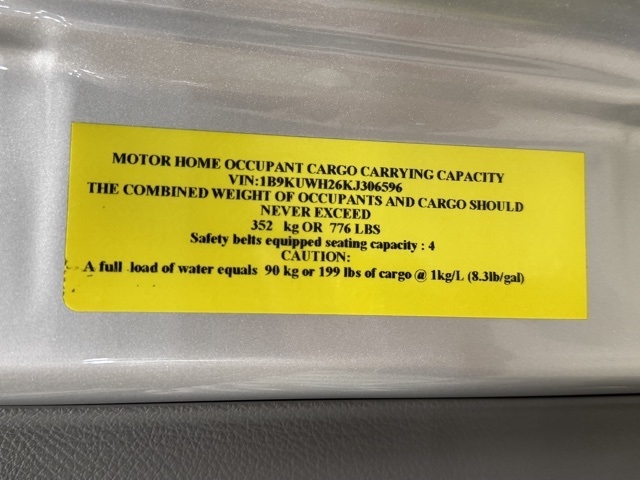 MOTOR HOME OCCUPANT CARGO CARRYING CAPACITY
VIN:1B9KUWH26KJ306596
THE COMBINED WEIGHT OF OCCUPANTS AND CARGO SHOULD
NEVER EXCEED
352 kg OR 776 LBS
Safety belts equipped seating capacity : 4
CAUTION:
A full load of water equals 90 kg or 199 lbs of cargo @ 1kg/L (8.3lb/gal)